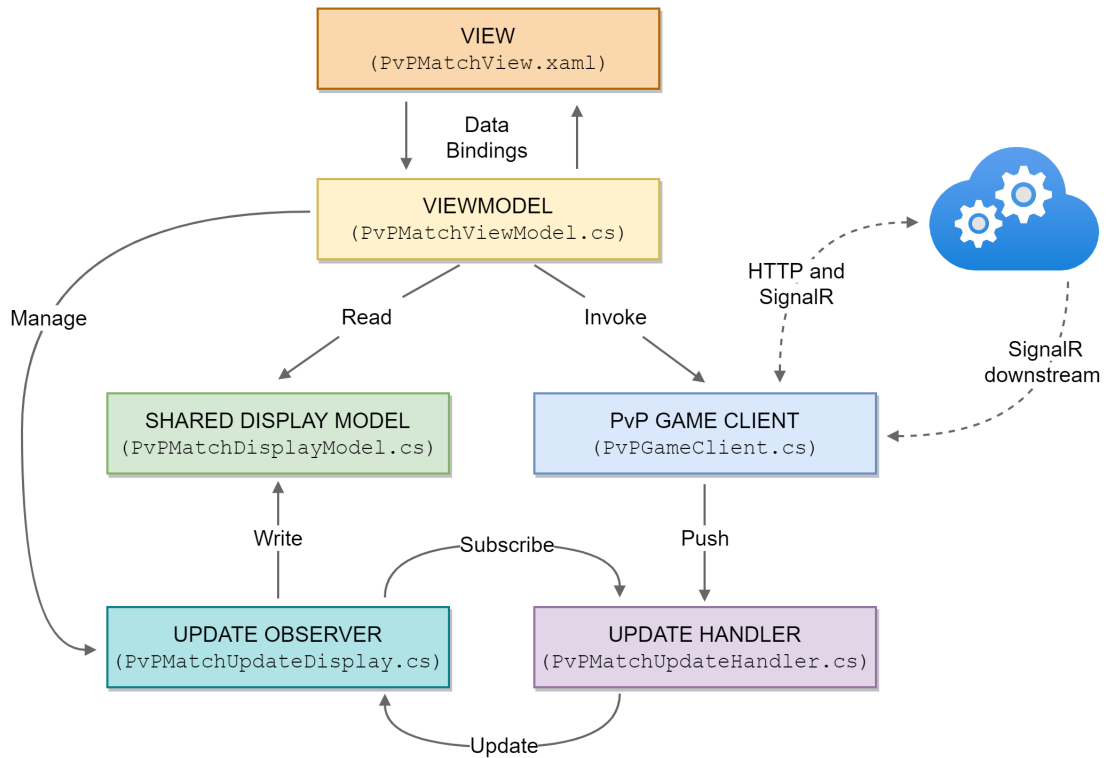 VIEW
(PvPMatchView.xaml)
Data
Bindings
VIEWMODEL
(PvPMatchViewModel.cs)
HTTP and
SignalR
Manage
Read
Invoke
SignalR
downstream
SHARED DISPLAY MODEL
(PvPMatchDisplayModel.cs)
PvP GAME CLIENT
(PvPGameClient.cs)
Write
Subscribe
Push
UPDATE OBSERVER
(PvPMatchUpdateDisplay.cs)
UPDATE HANDLER
(PvPMatchUpdateHandler.cs)
Update